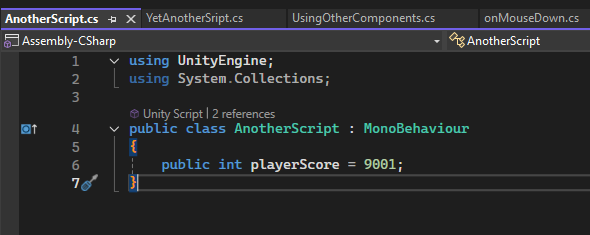 AnotherScript.cs YetAnotherSript.cs UsingOtherComponents.cs onMouseDown.cs
Assembly-CSharp AnotherScript
1 using UnityEngine;
2 using System.Collections;
3
Unity Script | 2 references
4 public class AnotherScript : MonoBehaviour
5 {
6 public int playerScore = 9001;
7 }